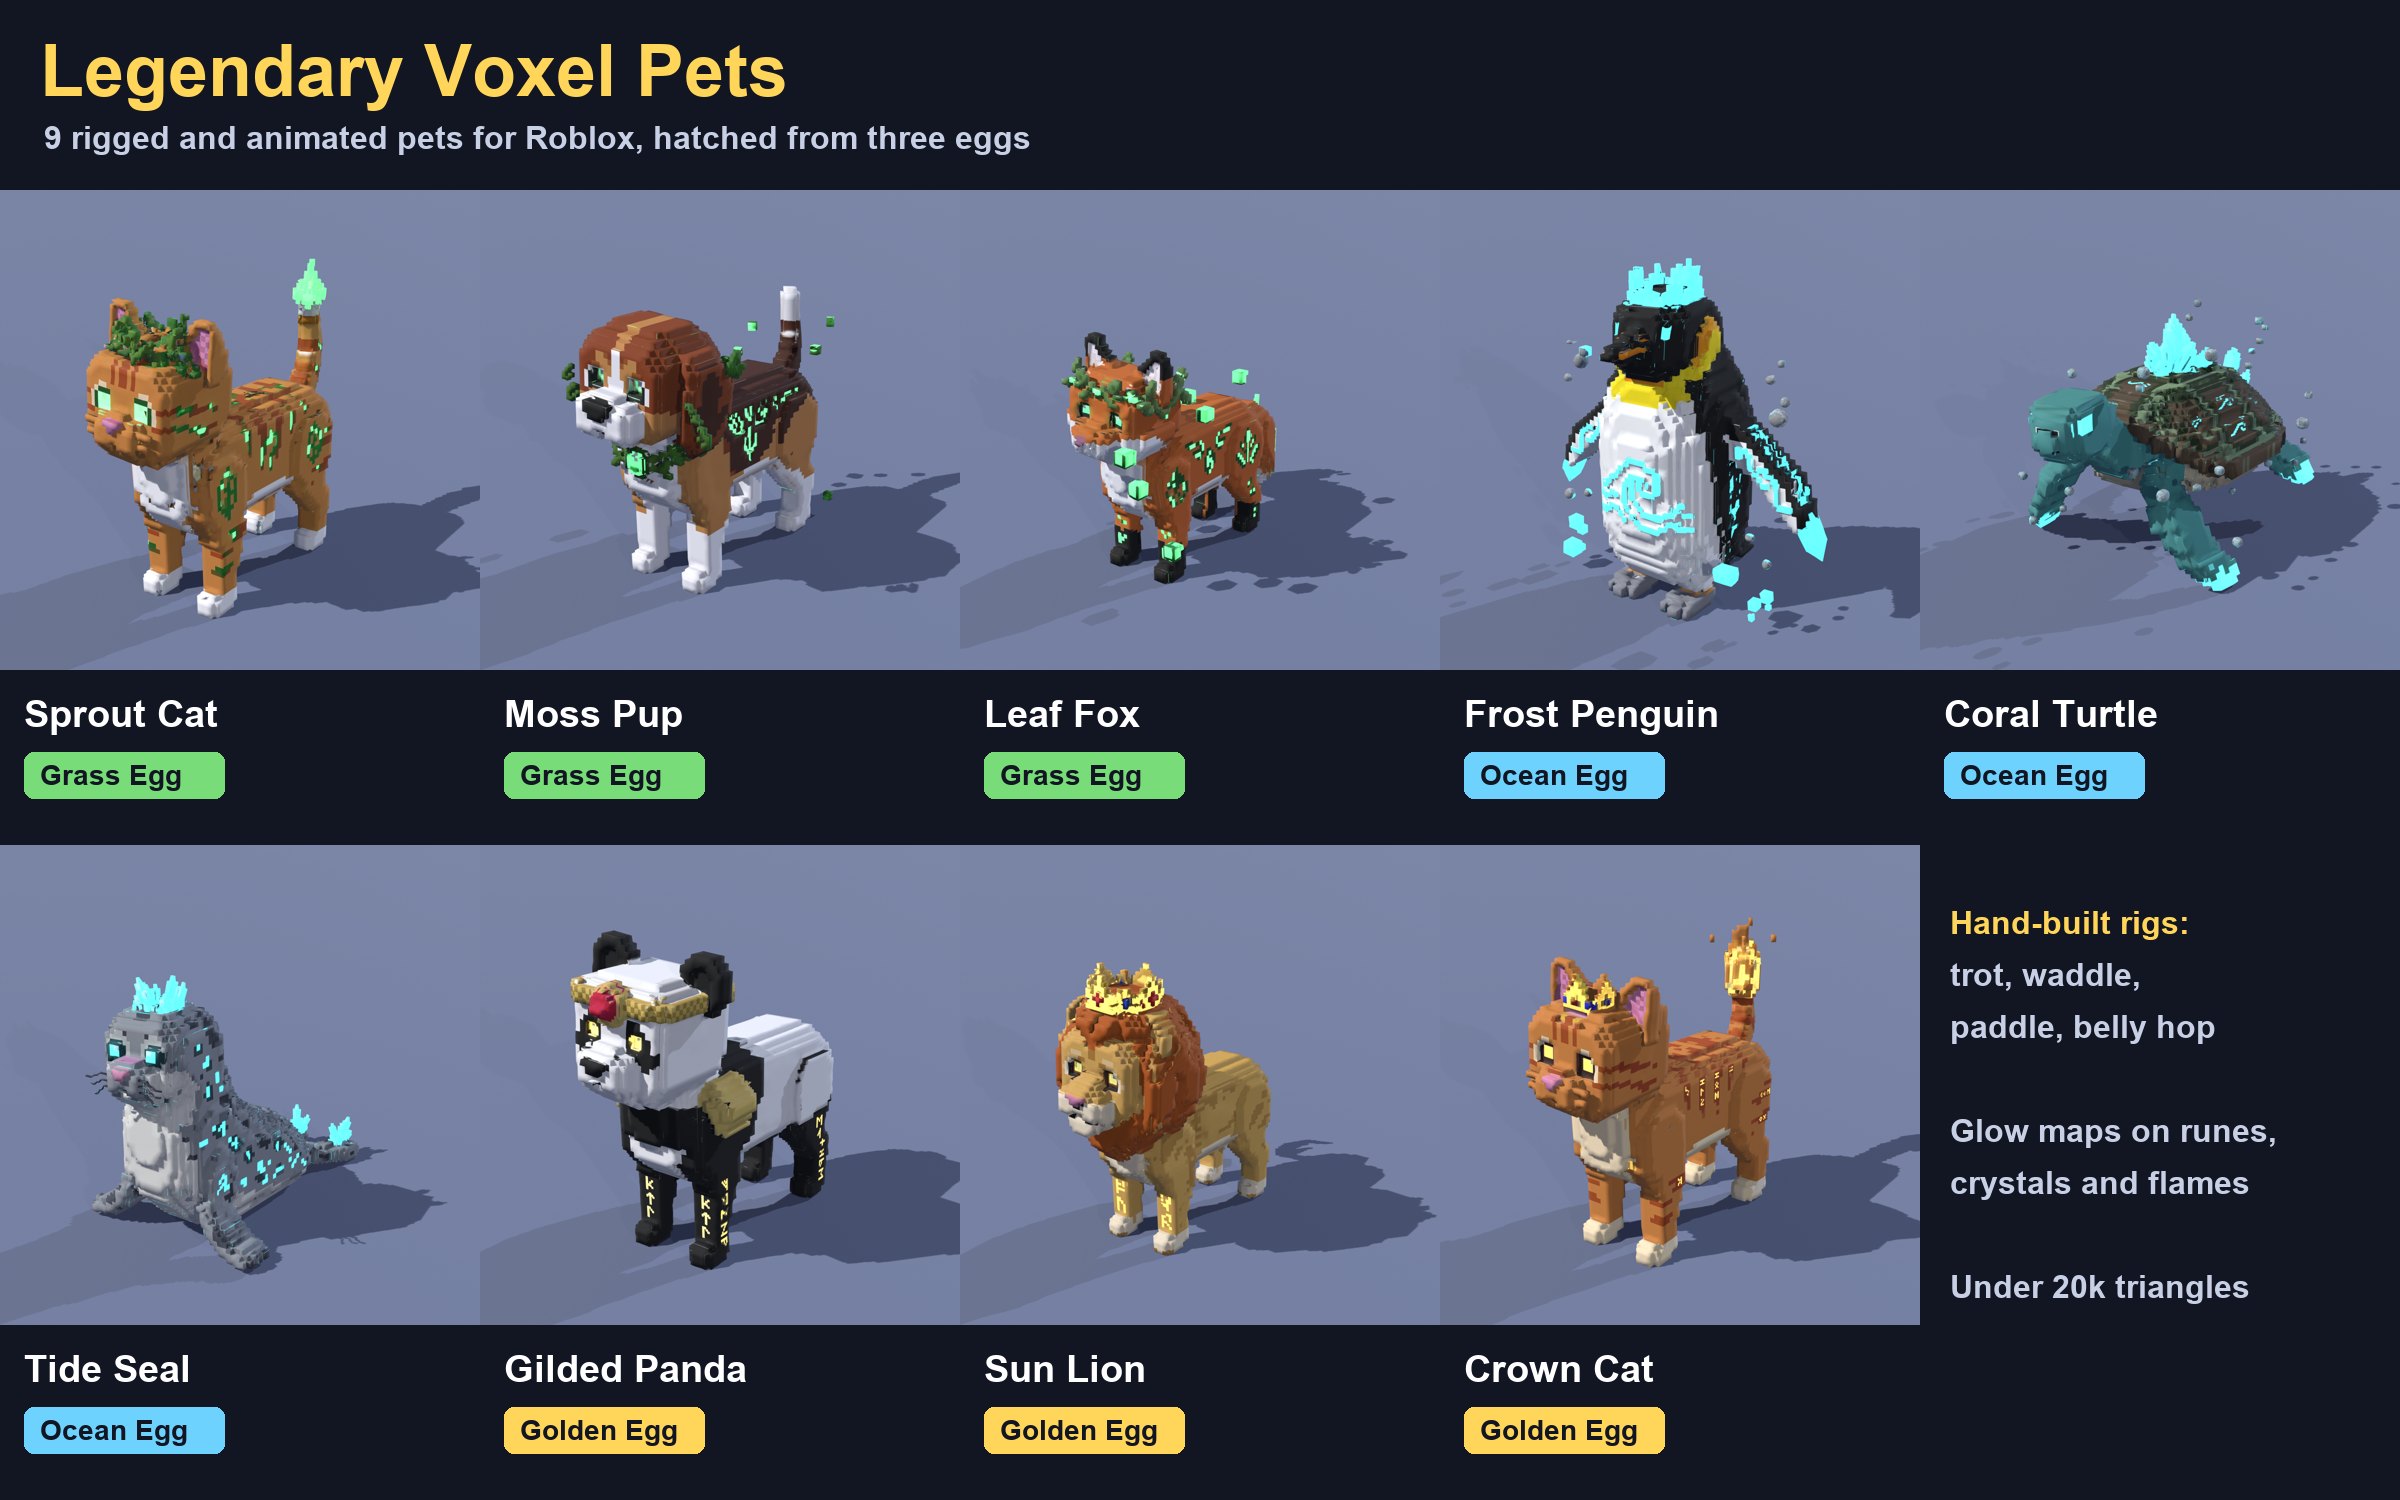 Legendary Voxel Pets
9 rigged and animated pets for Roblox, hatched from three eggs
Sprout Cat
Grass Egg
Moss Pup
Grass Egg
Leaf Fox
Grass Egg
Frost Penguin
Ocean Egg
Coral Turtle
Ocean Egg
Tide Seal
Ocean Egg
Gilded Panda
Golden Egg
Sun Lion
Golden Egg
Crown Cat
Golden Egg
Hand-built rigs:
trot, waddle,
paddle, belly hop
Glow maps on runes,
crystals and flames
Under 20k triangles